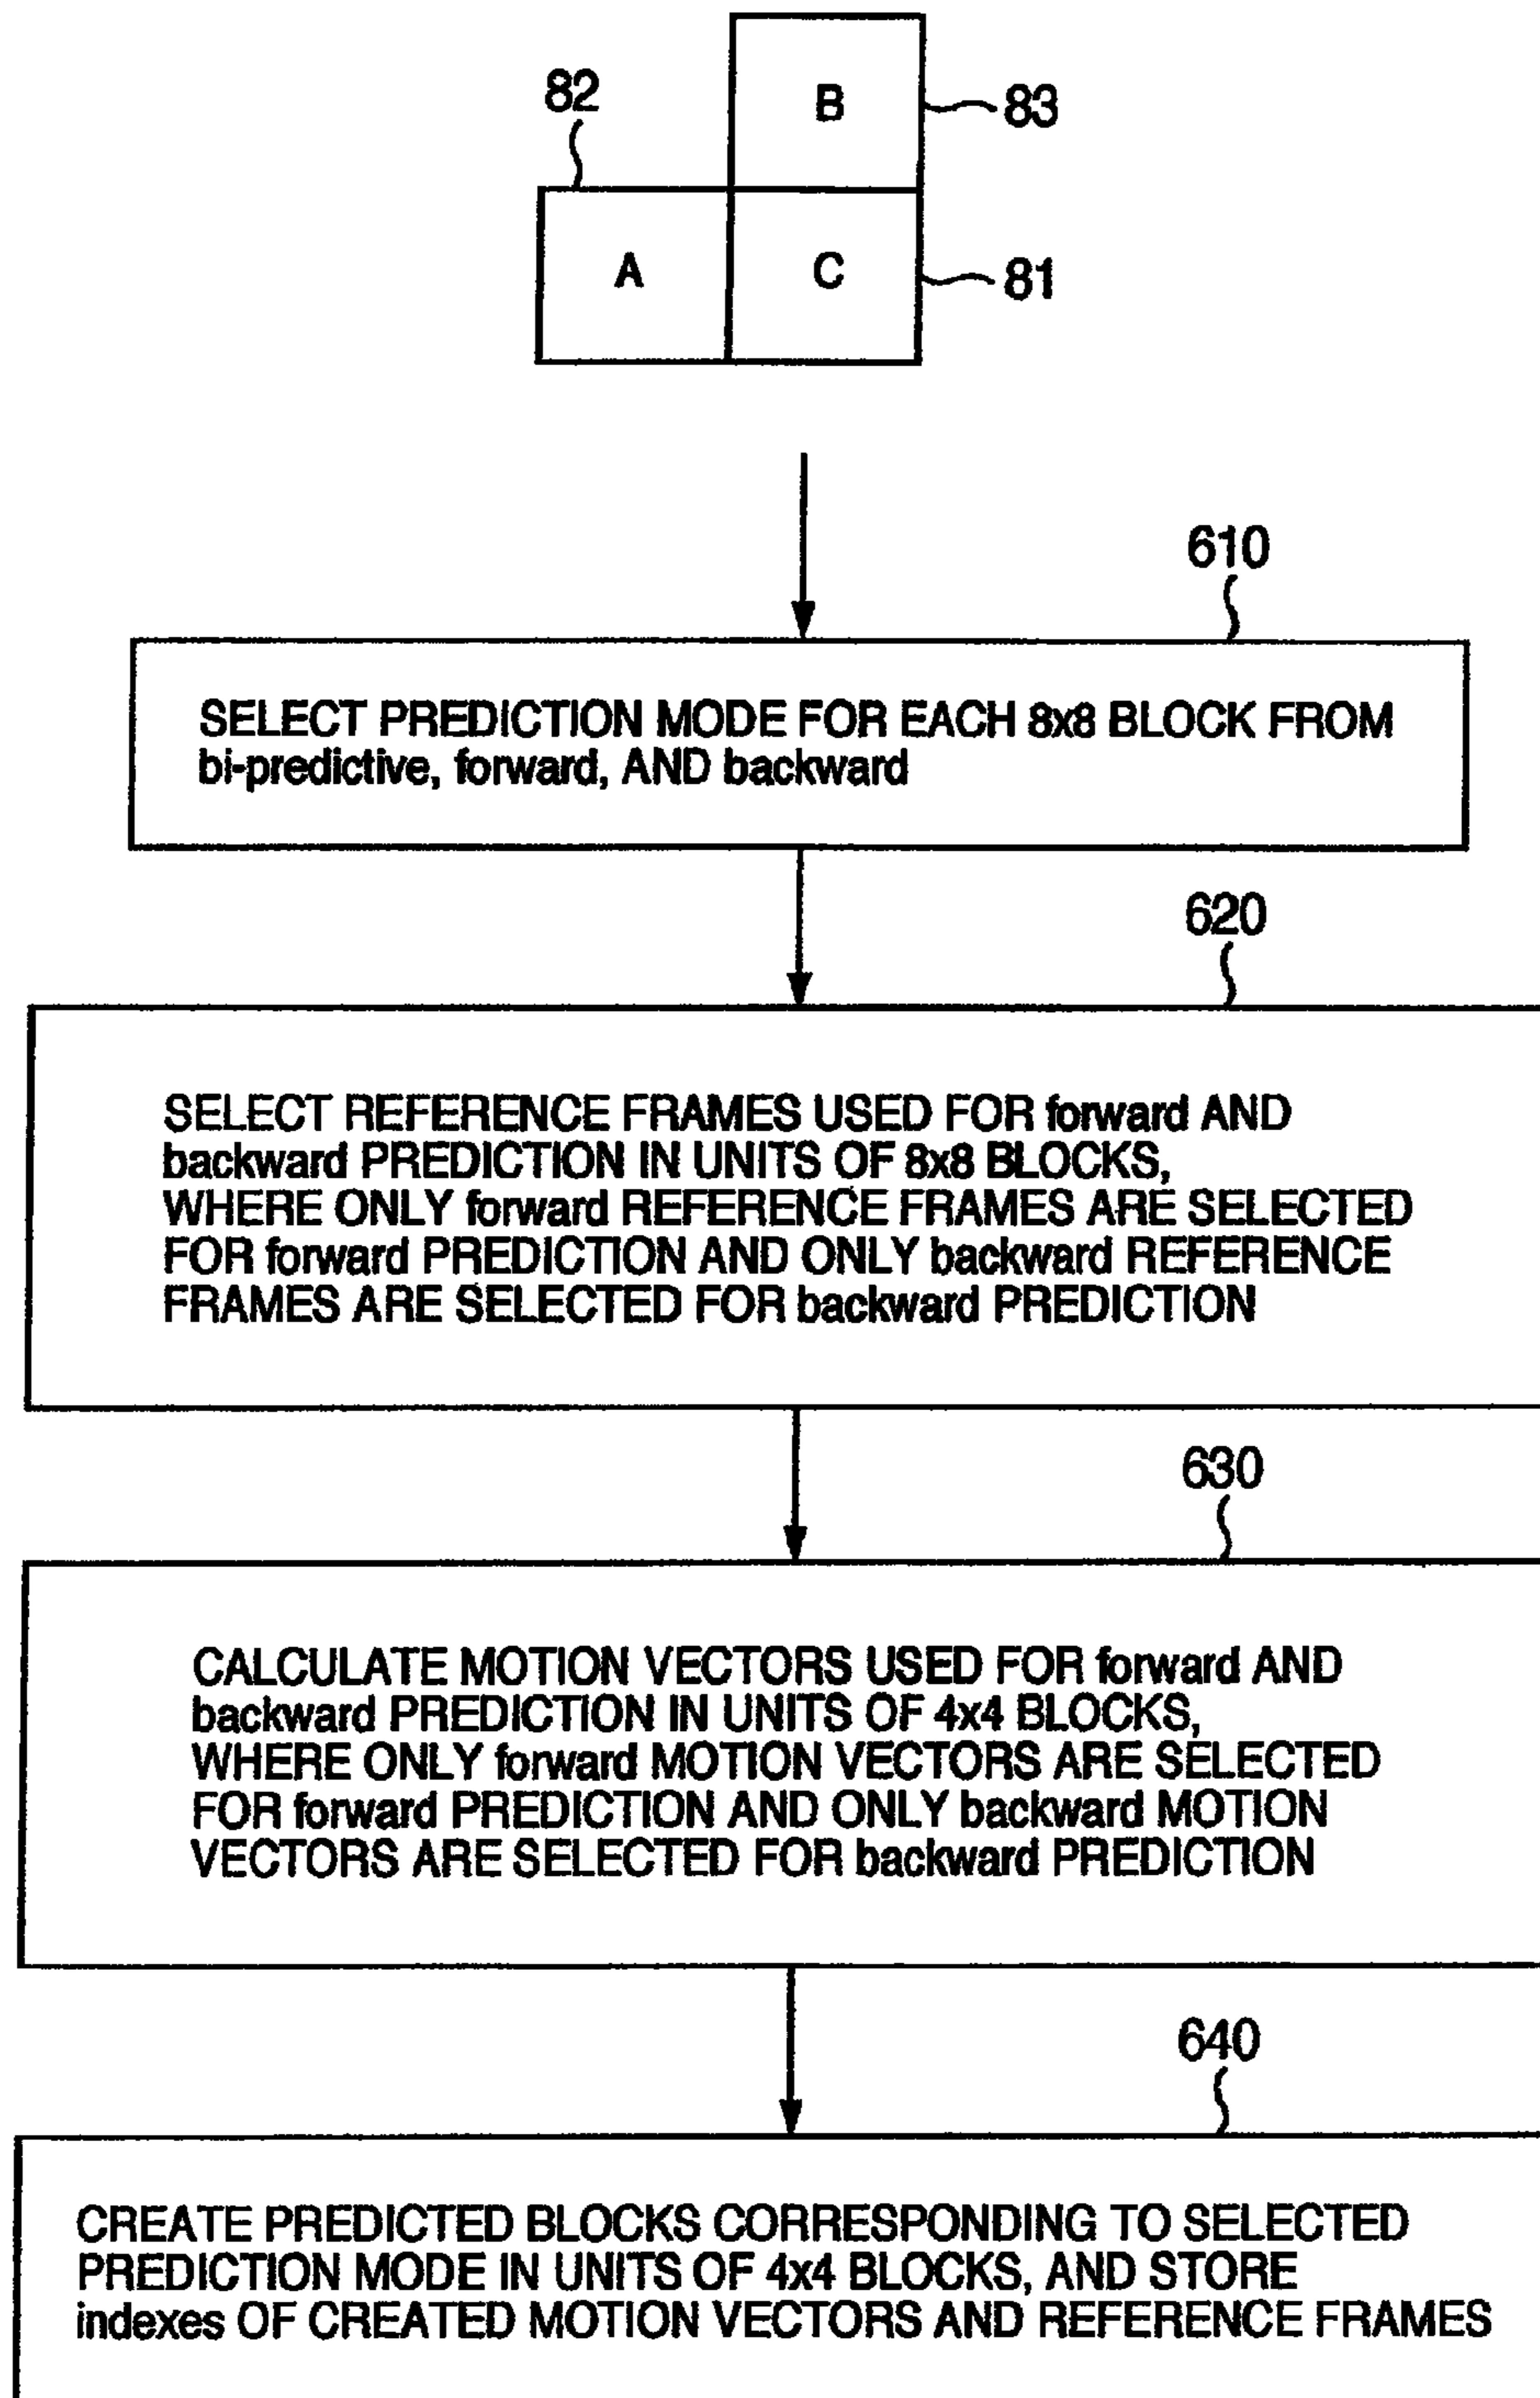 82
B
83
A
C
81
610
SELECT PREDICTION MODE FOR EACH 8x8 BLOCK FROM
bi-predictive, forward, AND backward
620
SELECT REFERENCE FRAMES USED FOR forward AND
backward PREDICTION IN UNITS OF 8x8 BLOCKS,
WHERE ONLY forward REFERENCE FRAMES ARE SELECTED
FOR forward PREDICTION AND ONLY backward REFERENCE
FRAMES ARE SELECTED FOR backward PREDICTION
630
CALCULATE MOTION VECTORS USED FOR forward AND
backward PREDICTION IN UNITS OF 4x4 BLOCKS,
WHERE ONLY forward MOTION VECTORS ARE SELECTED
FOR forward PREDICTION AND ONLY backward MOTION
VECTORS ARE SELECTED FOR backward PREDICTION
640
CREATE PREDICTED BLOCKS CORRESPONDING TO SELECTED
PREDICTION MODE IN UNITS OF 4x4 BLOCKS, AND STORE
indexes OF CREATED MOTION VECTORS AND REFERENCE FRAMES